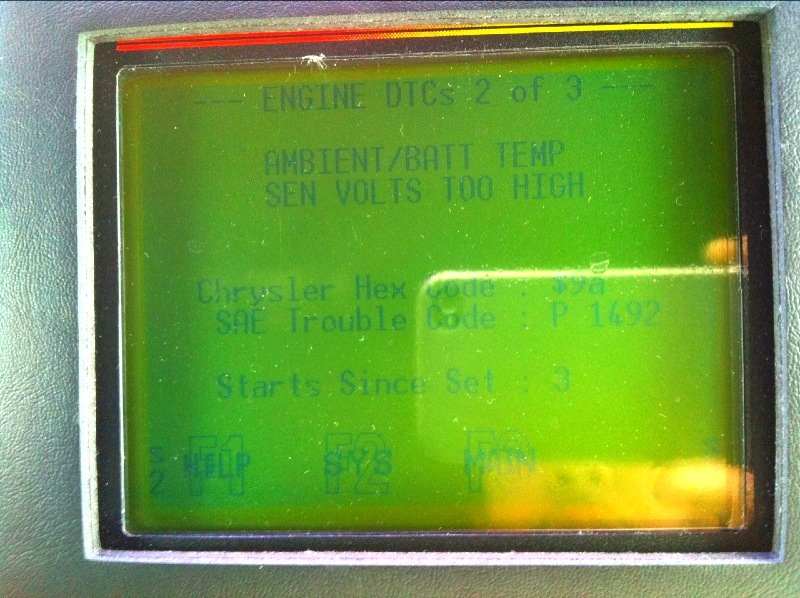 --- ENGINE DTCs 2 of 3 ---
AMBIENT/BATT TEMP
SEN VOLTS TOO HIGH
Chrysler Hex Code : $9a
SAE Trouble Code : P 1492
Starts Since Set : 3
F1 F2 F3
S2 HELP SYS MAIN